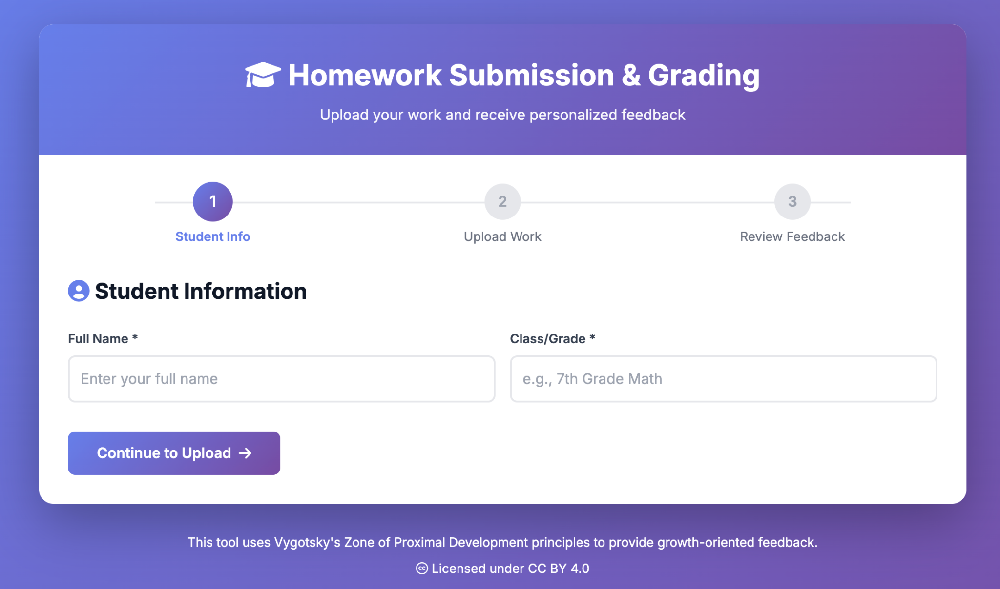 Homework Submission & Grading
Upload your work and receive personalized feedback
1
2
3
Student Info
Upload Work
Review Feedback
Student Information
Full Name *
Class/Grade *
Enter your full name
e.g., 7th Grade Math
Continue to Upload →
This tool uses Vygotsky's Zone of Proximal Development principles to provide growth-oriented feedback.
cc Licensed under CC BY 4.0